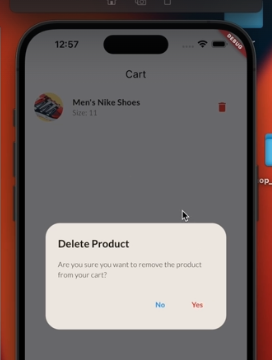 12:57
DEBUG
Cart
Men's Nike Shoes
Size: 11
Delete Product
Are you sure you want to remove the product
from your cart?
No Yes
op_